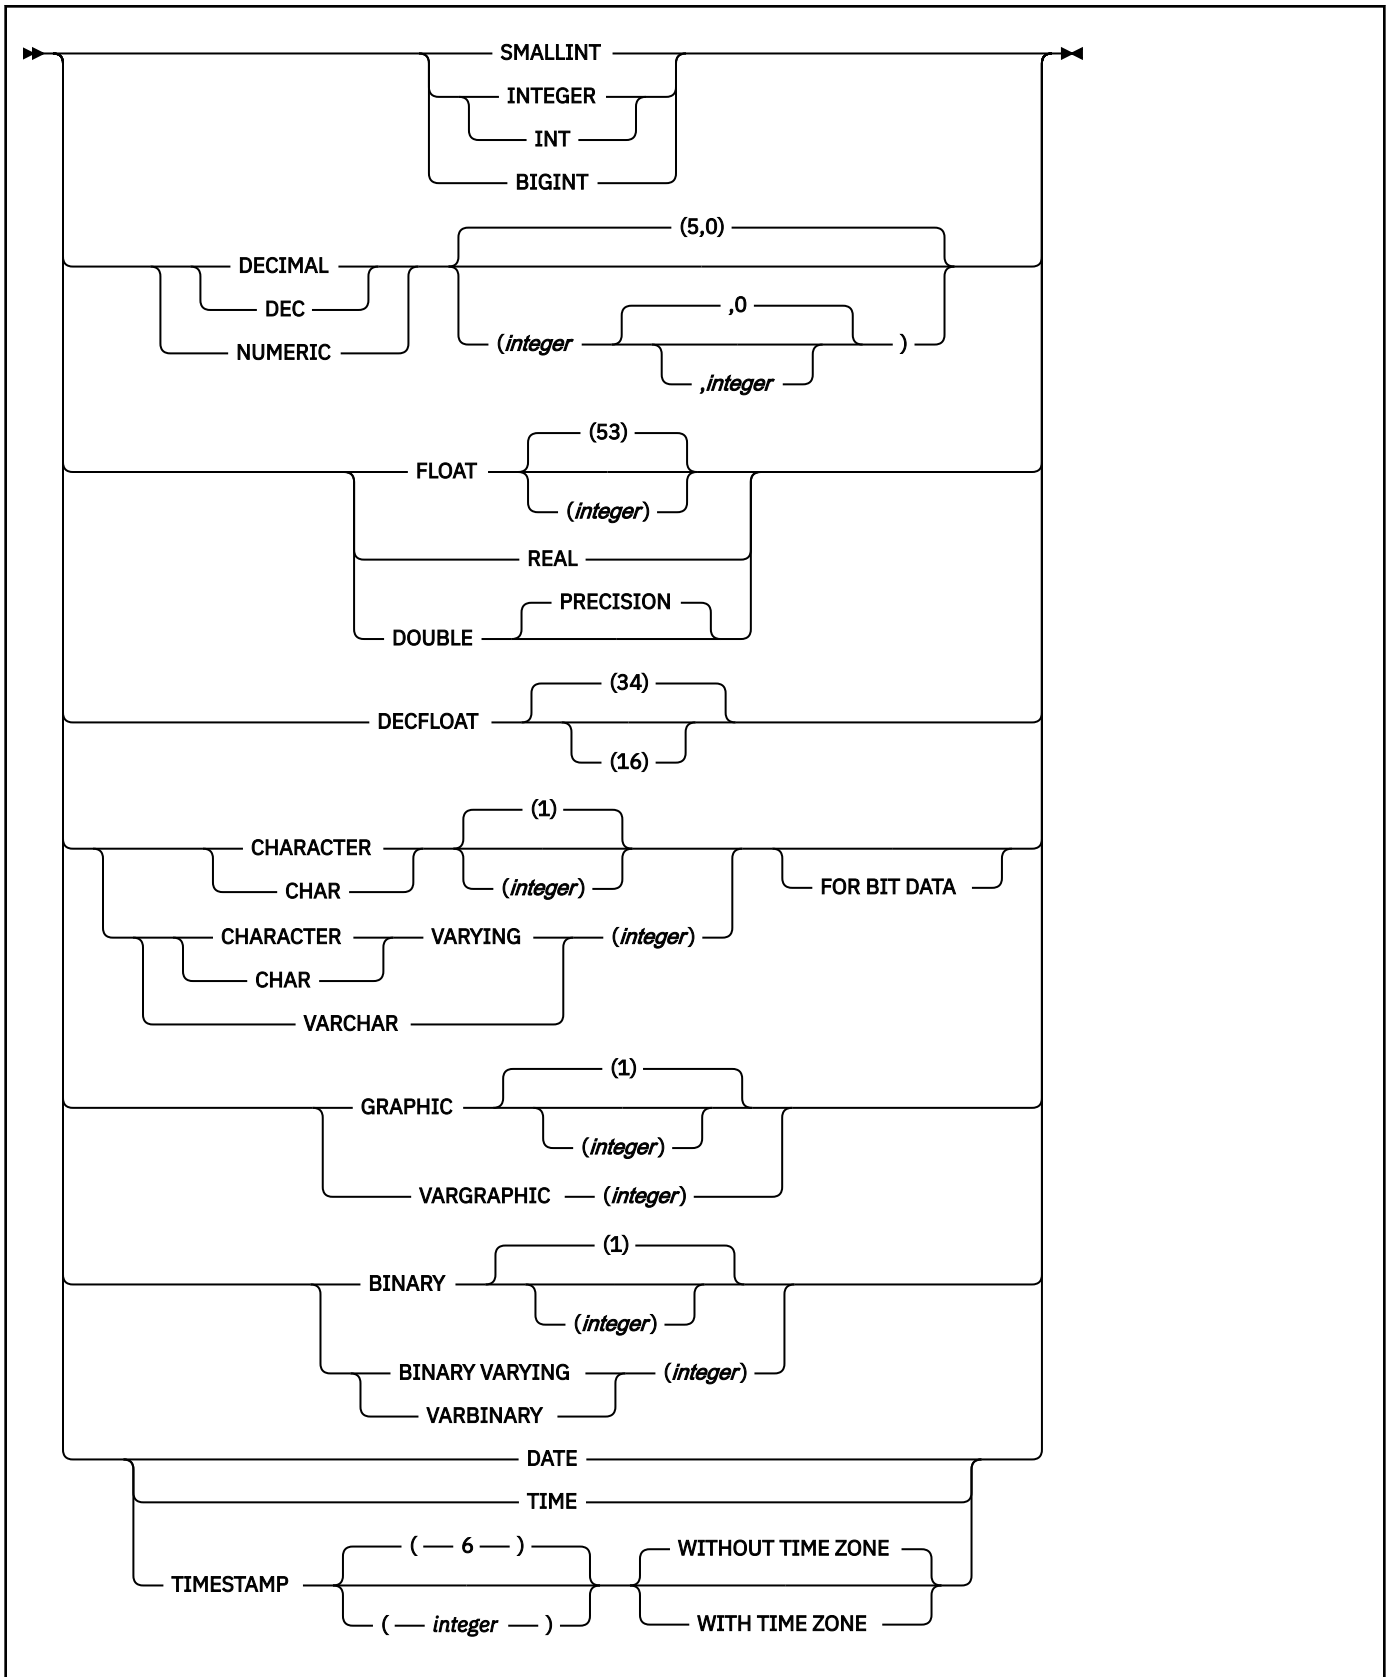 SMALLINT
INTEGER
INT
BIGINT
(5,0)
DECIMAL
DEC
,0
(integer )
NUMERIC
,integer
(53)
FLOAT
(integer)
REAL
PRECISION
DOUBLE
(34)
DECFLOAT
(16)
(1)
CHARACTER
CHAR (integer) FOR BIT DATA
CHARACTER VARYING (integer)
CHAR
VARCHAR
(1)
GRAPHIC
(integer)
VARGRAPHIC (integer)
(1)
BINARY
(integer)
BINARY VARYING (integer)
VARBINARY
DATE
TIME
( 6 ) WITHOUT TIME ZONE
TIMESTAMP
( integer ) WITH TIME ZONE